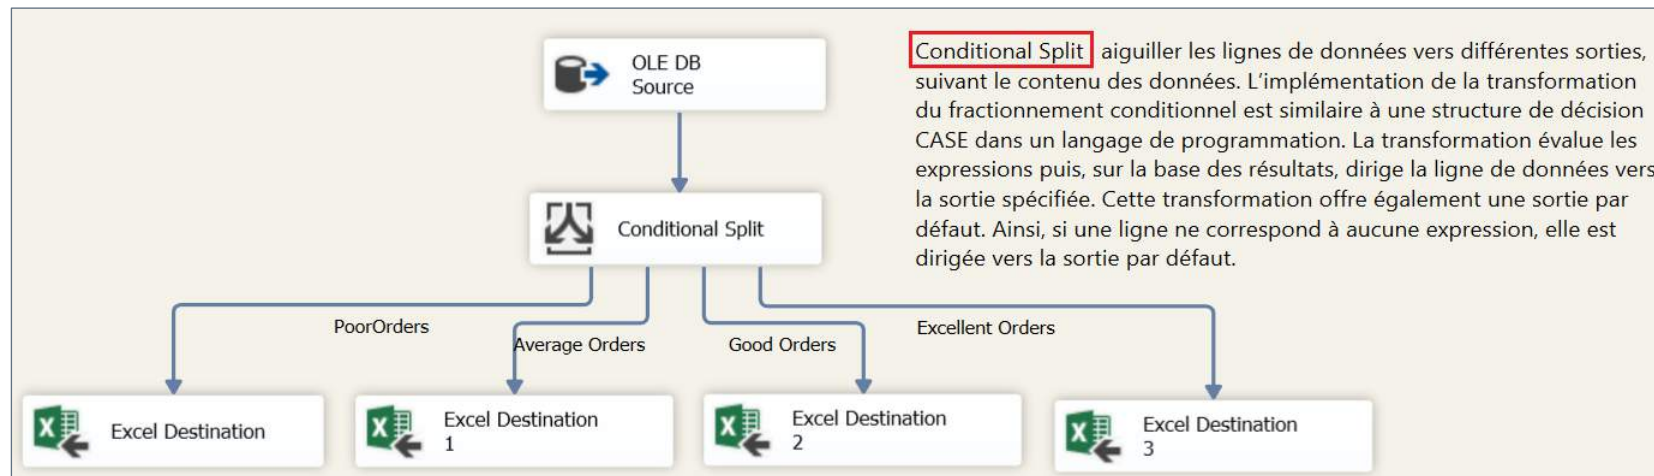 OLE DB
Source
Conditional Split aiguiller les lignes de données vers différentes sorties,
suivant le contenu des données. L'implémentation de la transformation
du fractionnement conditionnel est similaire à une structure de décision
CASE dans un langage de programmation. La transformation évalue les
expressions puis, sur la base des résultats, dirige la ligne de données vers
la sortie spécifiée. Cette transformation offre également une sortie par
défaut. Ainsi, si une ligne ne correspond à aucune expression, elle est
dirigée vers la sortie par défaut.
Conditional Split
PoorOrders
Average Orders
Good Orders
Excellent Orders
Excel Destination
Excel Destination
1
Excel Destination
2
Excel Destination
3